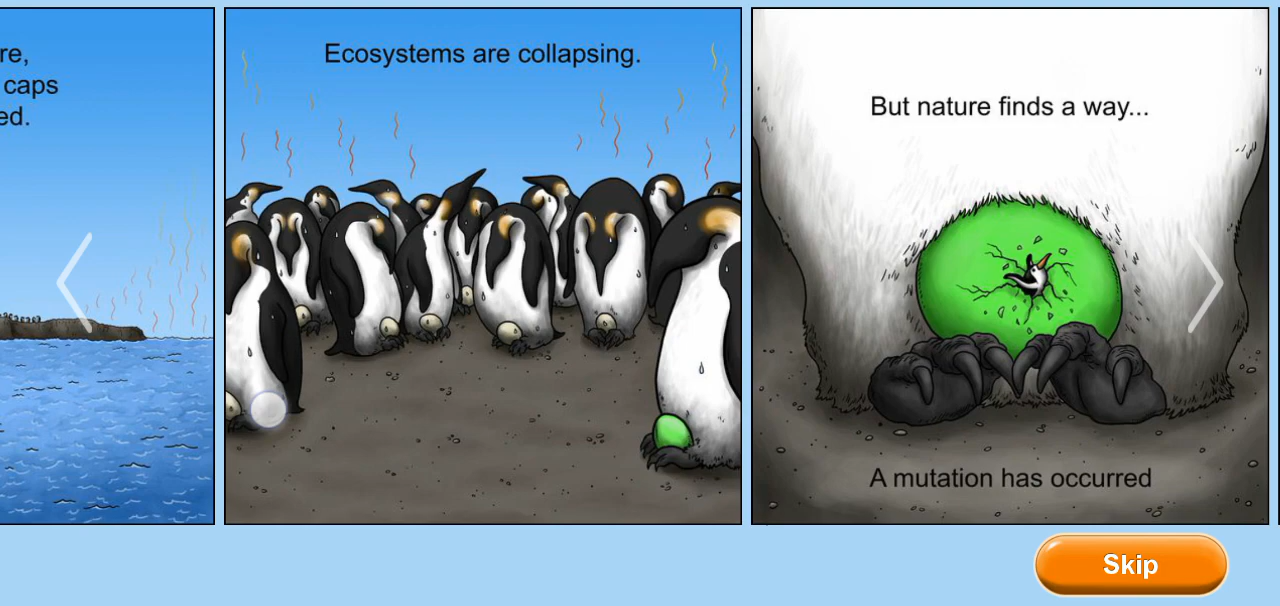 re,
caps
ed.
Ecosystems are collapsing.
But nature finds a way...
A mutation has occurred
Skip